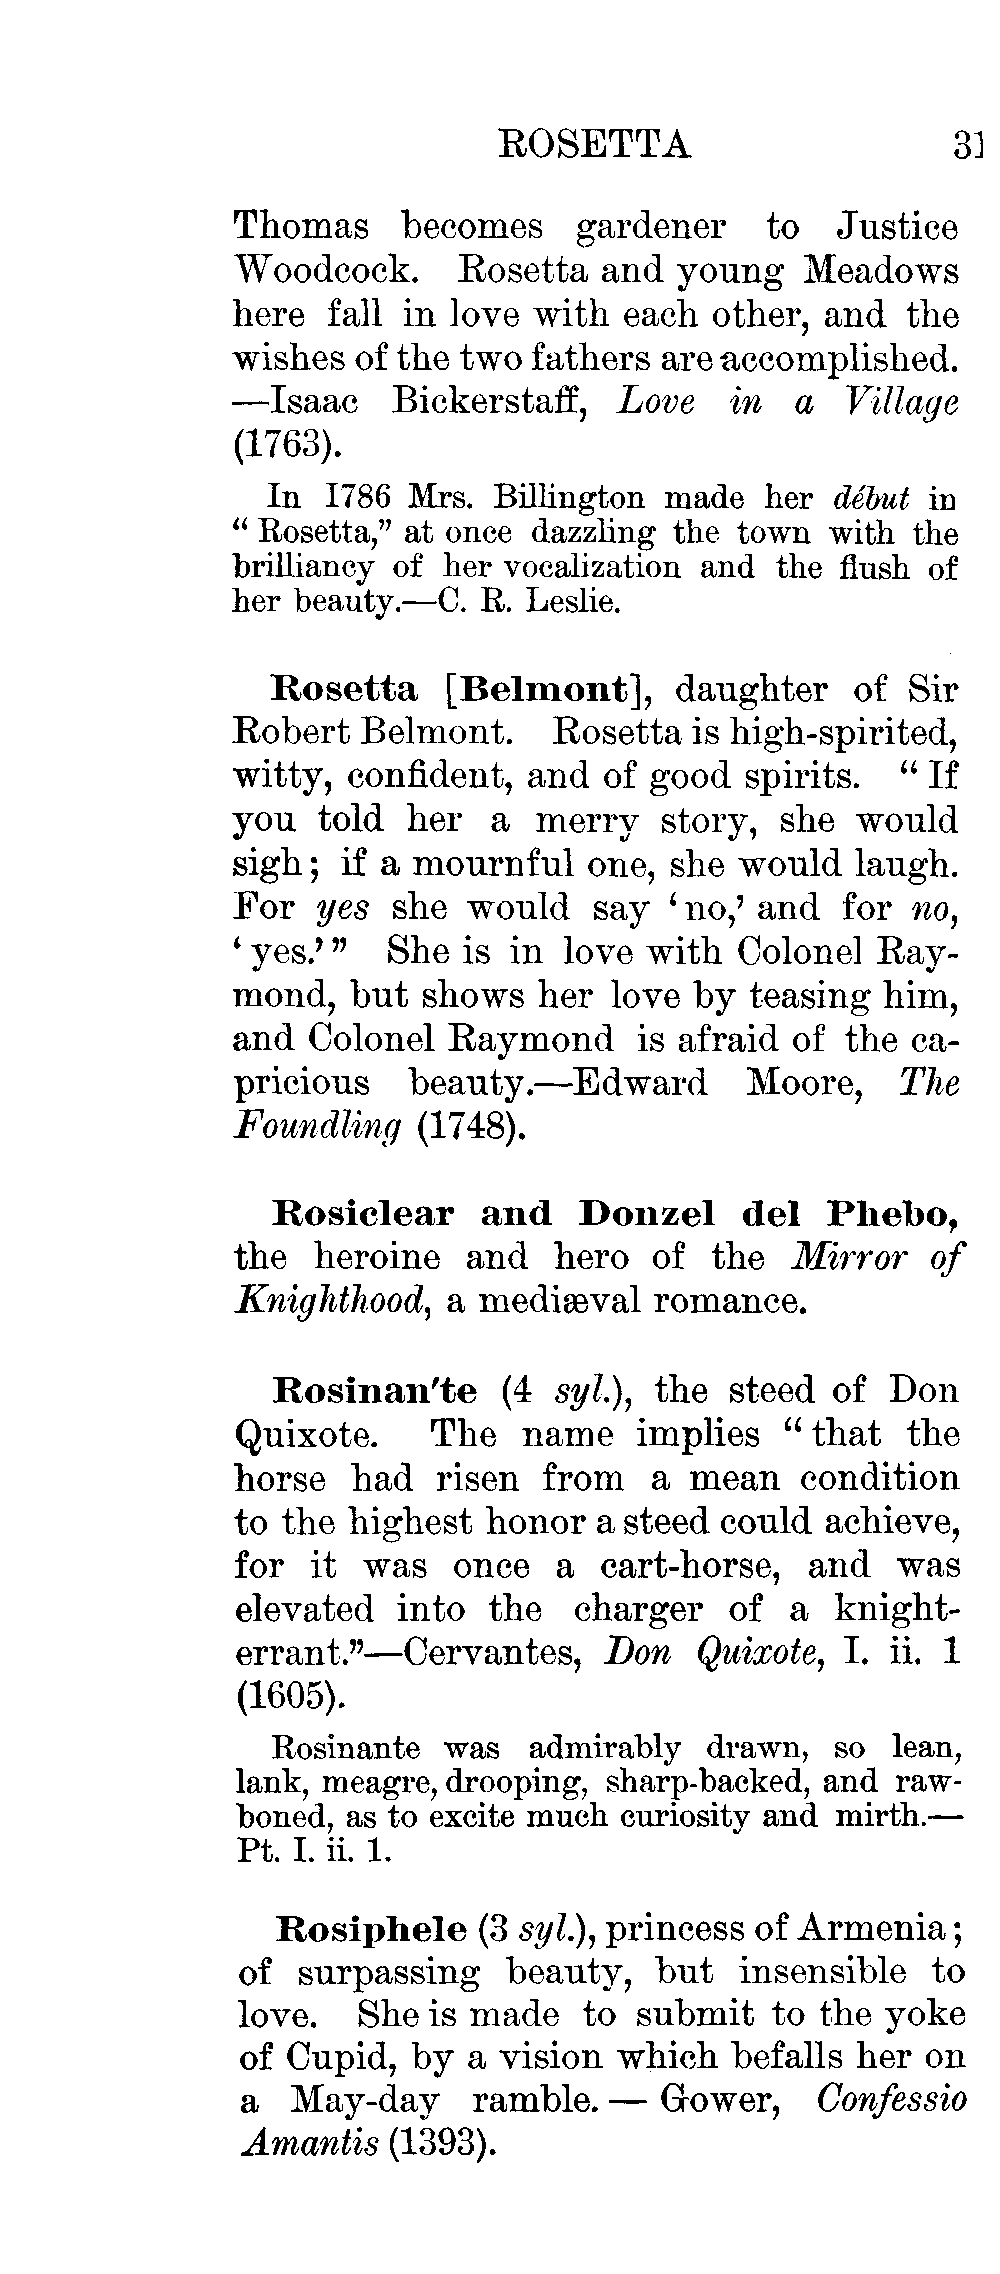 ROSETTA 31
Thomas becomes gardener to Justice
Woodcock. Rosetta and young Meadows
here fall in love with each other, and the
wishes of the two fathers are accomplished.
—Isaac Bickerstaff, Love in a Village
(1763).
In 1786 Mrs. Billington made her début in
“ Rosetta,” at once dazzling the town with the
brilliancy of her vocalization and the flush of
her beauty.—C. R. Leslie.
Rosetta [Belmont], daughter of Sir
Robert Belmont. Rosetta is high-spirited,
witty, confident, and of good spirits. “ If
you told her a merry story, she would
sigh; if a mournful one, she would laugh.
For yes she would say ‘no,’ and for no,
‘yes.’” She is in love with Colonel Ray-
mond, but shows her love by teasing him,
and Colonel Raymond is afraid of the ca-
pricious beauty.—Edward Moore, The
Foundling (1748).
Rosiclear and Donzel del Phebo,
the heroine and hero of the Mirror of
Knighthood, a mediæval romance.
Rosinan'te (4 syl.), the steed of Don
Quixote. The name implies “that the
horse had risen from a mean condition
to the highest honor a steed could achieve,
for it was once a cart-horse, and was
elevated into the charger of a knight-
errant.”—Cervantes, Don Quixote, I. ii. 1
(1605).
Rosinante was admirably drawn, so lean,
lank, meagre, drooping, sharp-backed, and raw-
boned, as to excite much curiosity and mirth.—
Pt. I. ii. 1.
Rosiphele (3 syl.), princess of Armenia;
of surpassing beauty, but insensible to
love. She is made to submit to the yoke
of Cupid, by a vision which befalls her on
a May-day ramble. — Gower, Confessio
Amantis (1393).